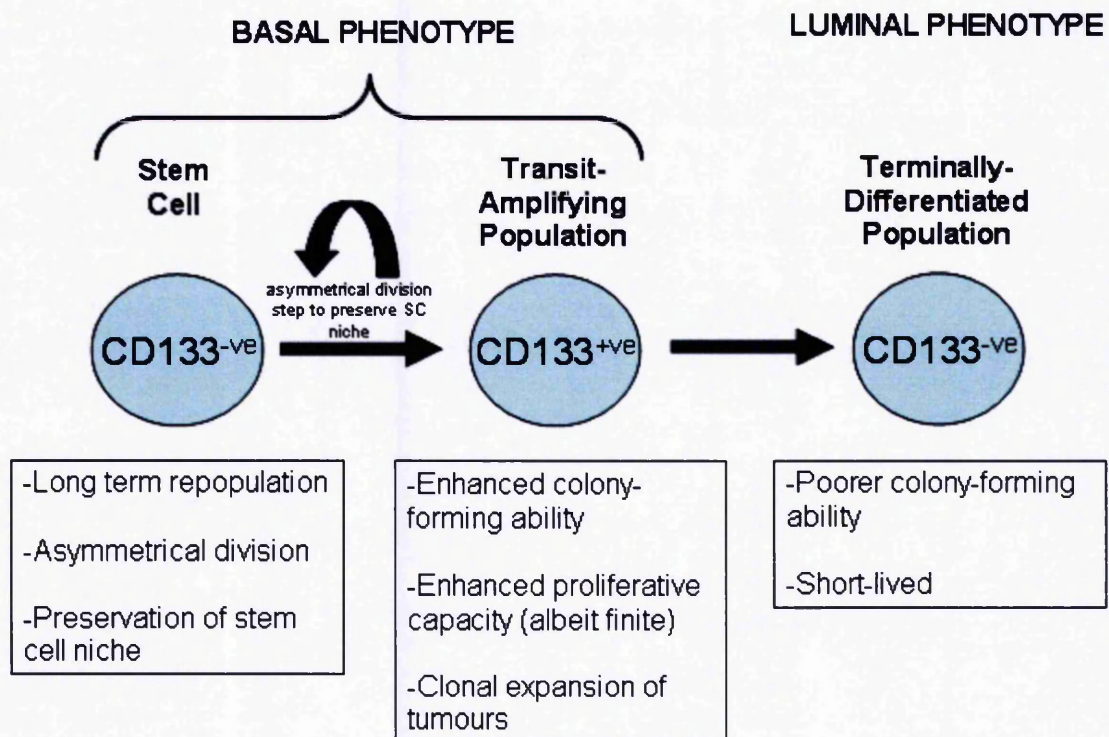 BASAL PHENOTYPE
LUMINAL PHENOTYPE
Stem
Cell
Transit-
Amplifying
Population
Terminally-
Differentiated
Population
asymmetrical division
step to preserve SC
niche
CD133-ve
CD133+ve
CD133-ve
-Long term repopulation
-Asymmetrical division
-Preservation of stem
cell niche
-Enhanced colony-
forming ability
-Enhanced proliferative
capacity (albeit finite)
-Clonal expansion of
tumours
-Poorer colony-forming
ability
-Short-lived